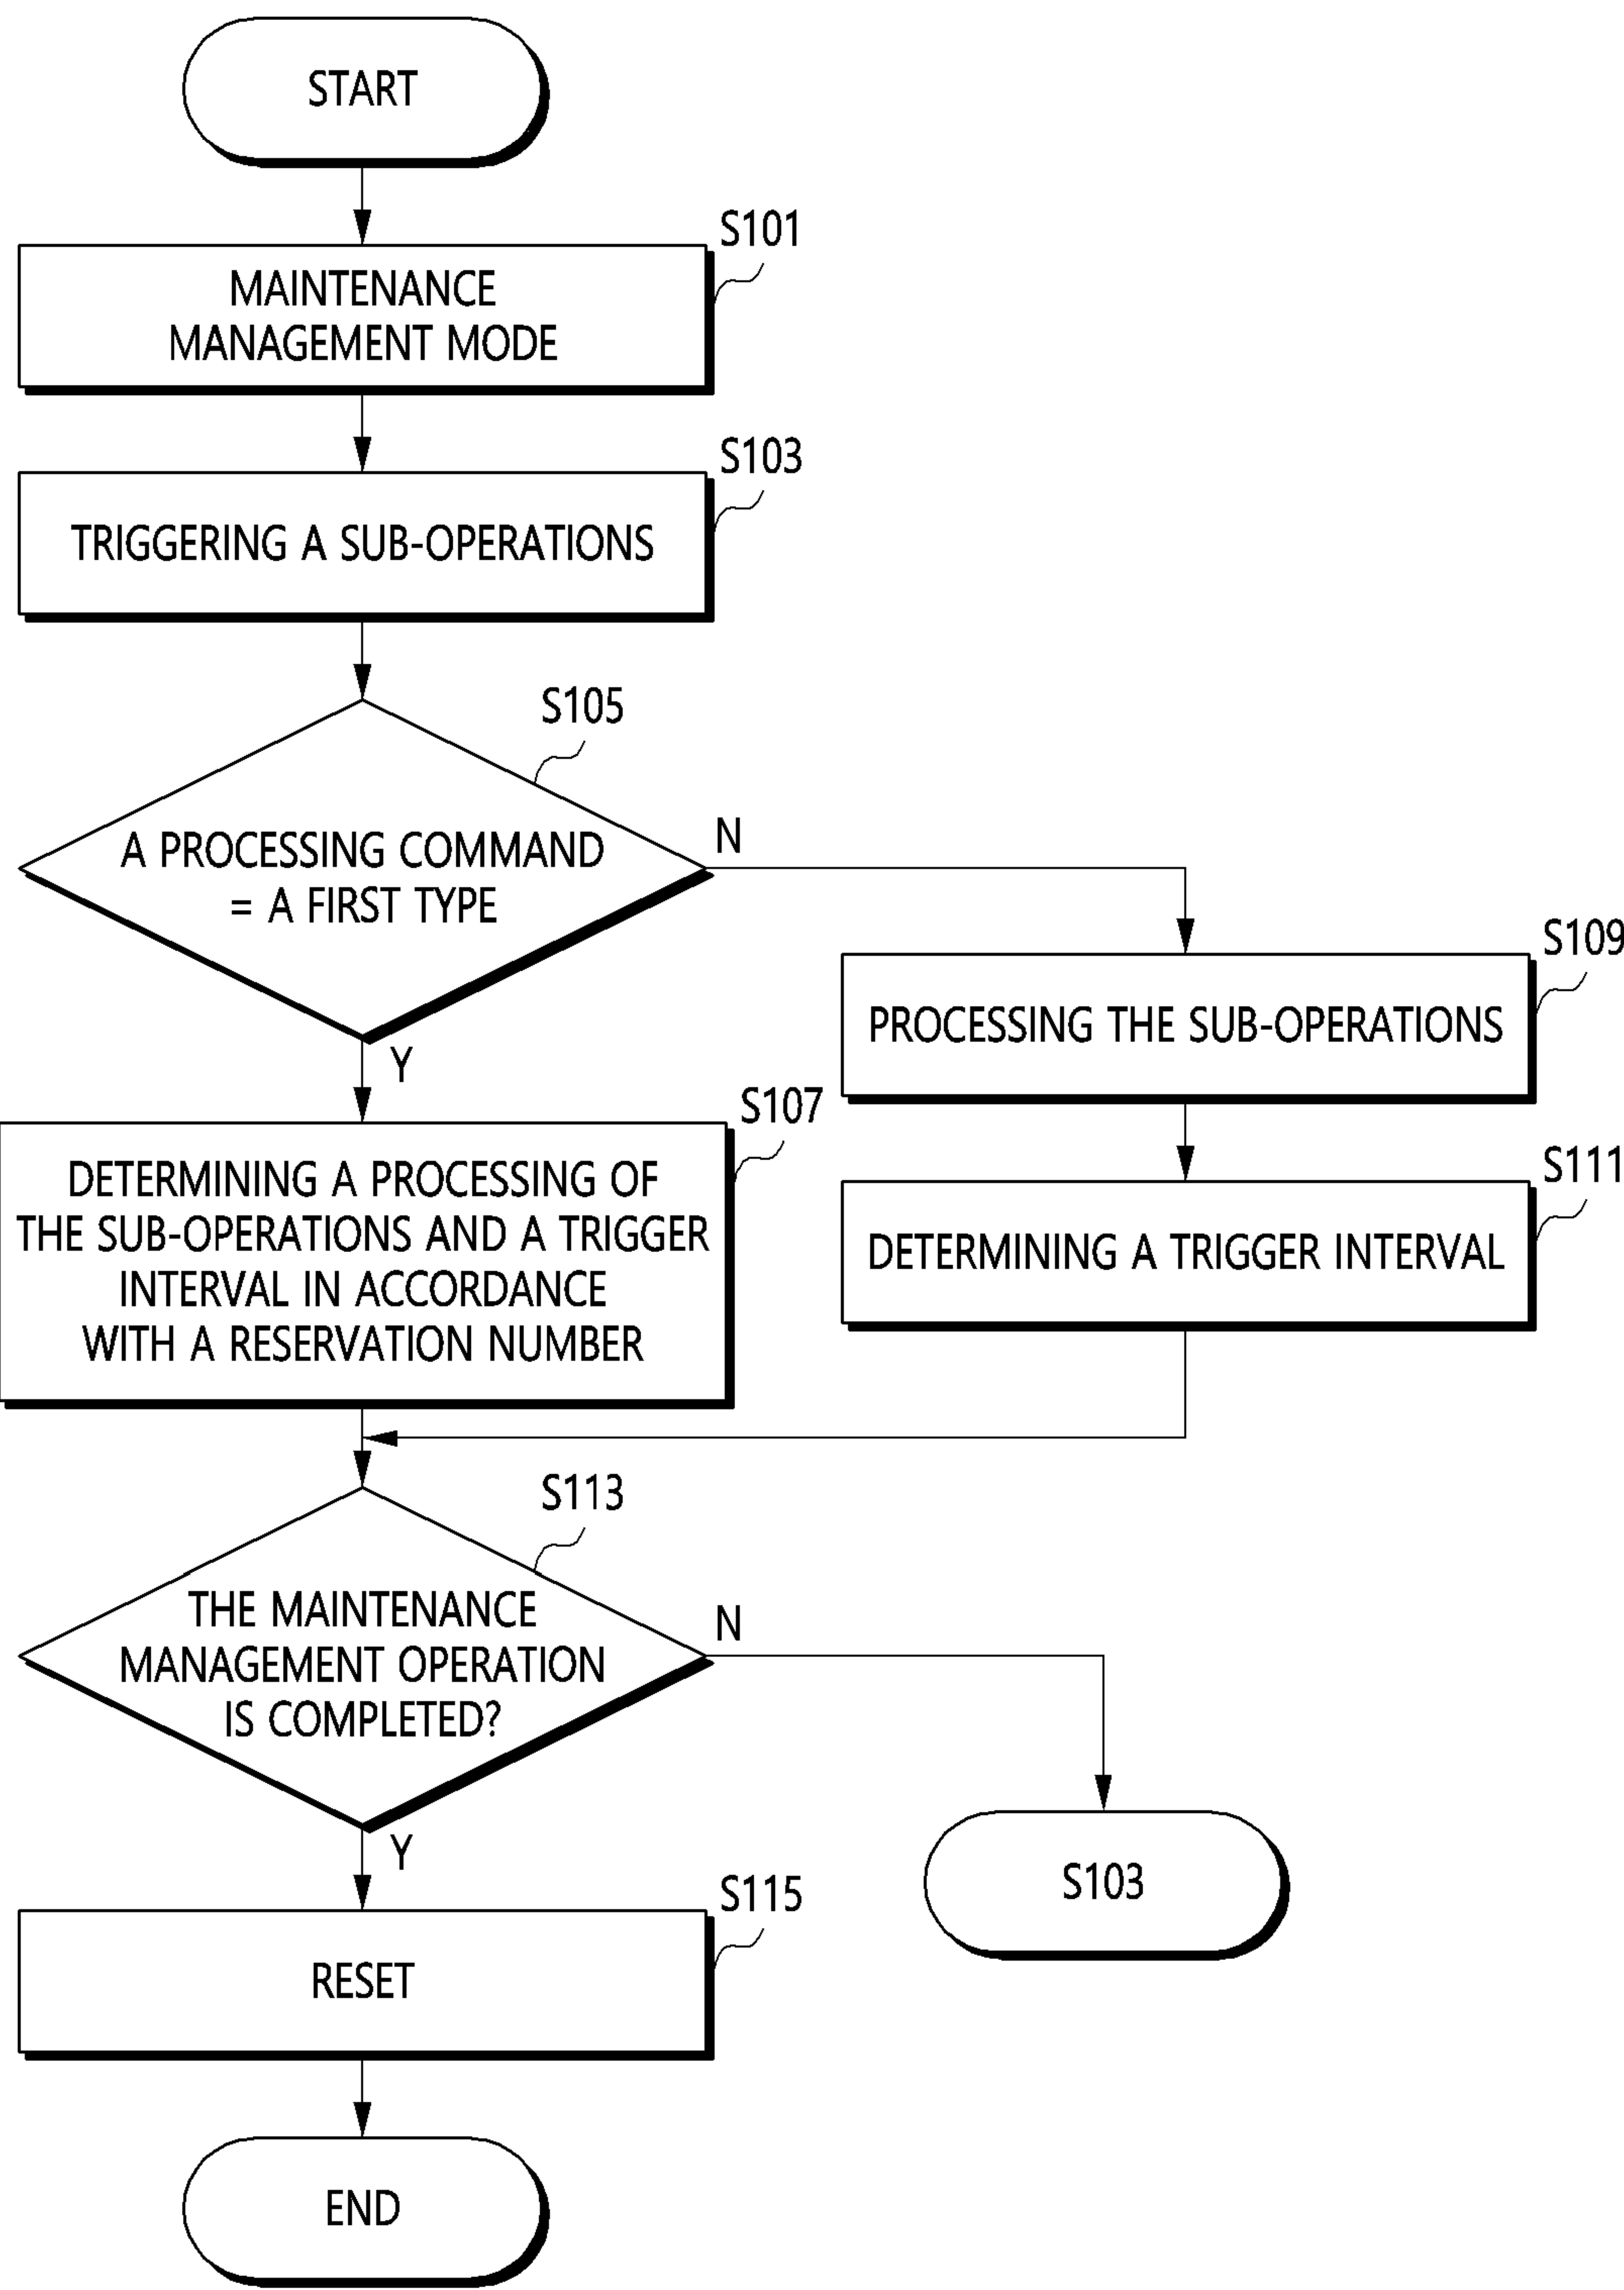 START
S101
MAINTENANCE
MANAGEMENT MODE
S103
TRIGGERING A SUB-OPERATIONS
S105
A PROCESSING COMMAND
= A FIRST TYPE
N
Y
S109
PROCESSING THE SUB-OPERATIONS
S107
DETERMINING A PROCESSING OF
THE SUB-OPERATIONS AND A TRIGGER
INTERVAL IN ACCORDANCE
WITH A RESERVATION NUMBER
S111
DETERMINING A TRIGGER INTERVAL
S113
THE MAINTENANCE
MANAGEMENT OPERATION
IS COMPLETED?
N
Y
S103
S115
RESET
END